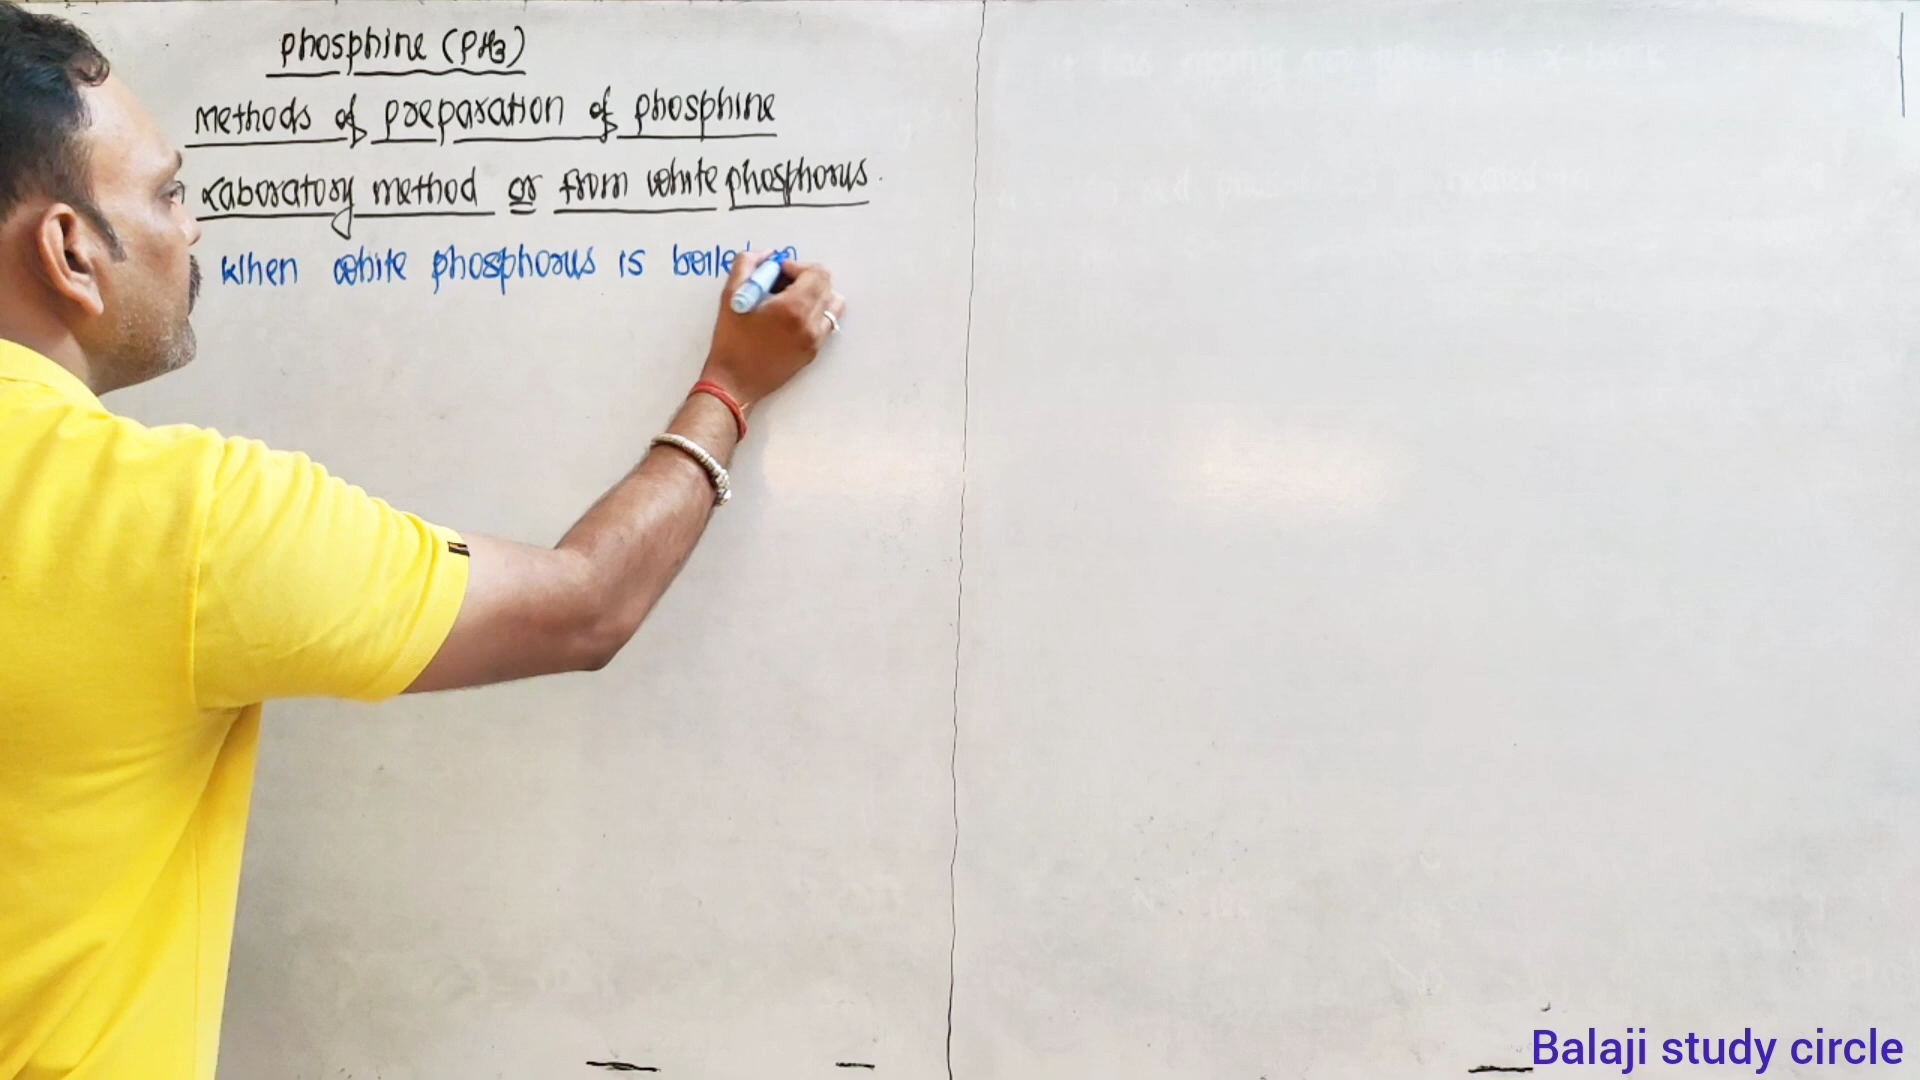 phosphine (PH3)
Methods of preparation of phosphine
Laboratory method or from white phosphorus.
When white phosphorus is boiled
Balaji study circle